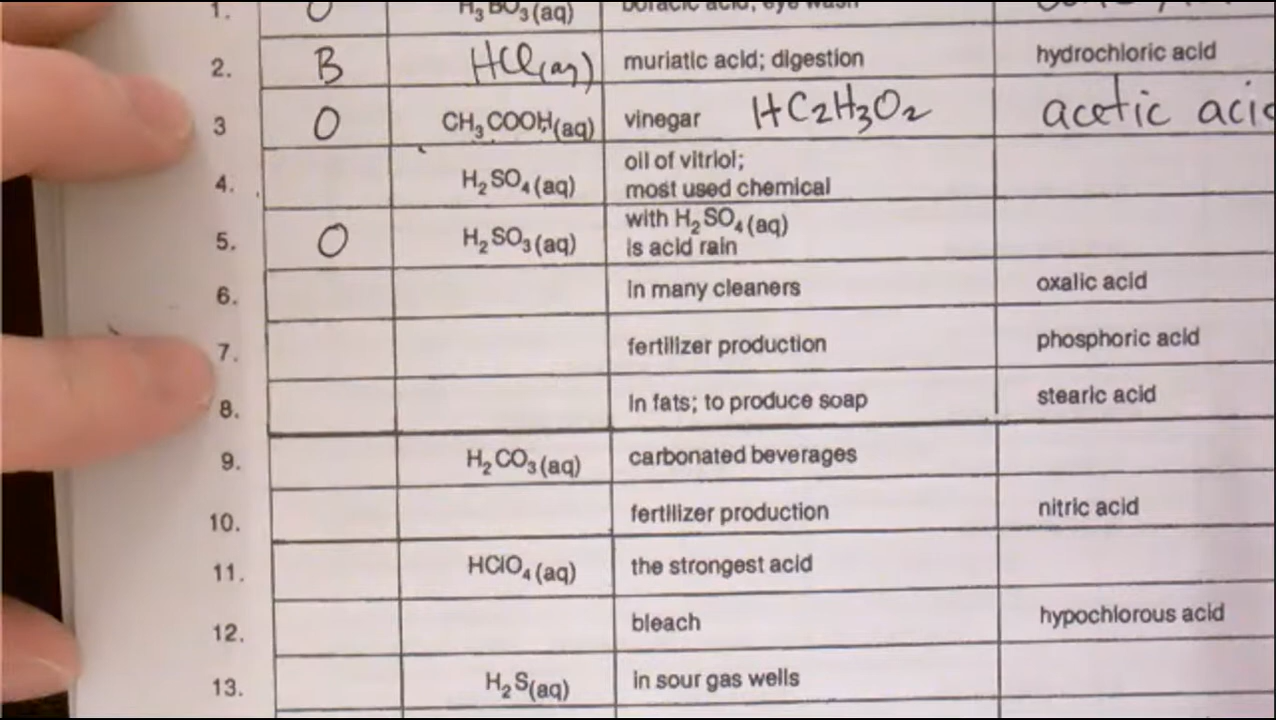 1. O H₃BO₃(aq) boracic acid; eye wash
2. B HCl(aq) muriatic acid; digestion hydrochloric acid
3 O CH₃COOH(aq) vinegar HC₂H₃O₂ acetic acid
4. H₂SO₄(aq) oil of vitriol;
most used chemical
5. O H₂SO₃(aq) with H₂SO₄(aq)
is acid rain
6. in many cleaners oxalic acid
7. fertilizer production phosphoric acid
8. in fats; to produce soap stearic acid
9. H₂CO₃(aq) carbonated beverages
10. fertilizer production nitric acid
11. HClO₄(aq) the strongest acid
12. bleach hypochlorous acid
13. H₂S(aq) in sour gas wells